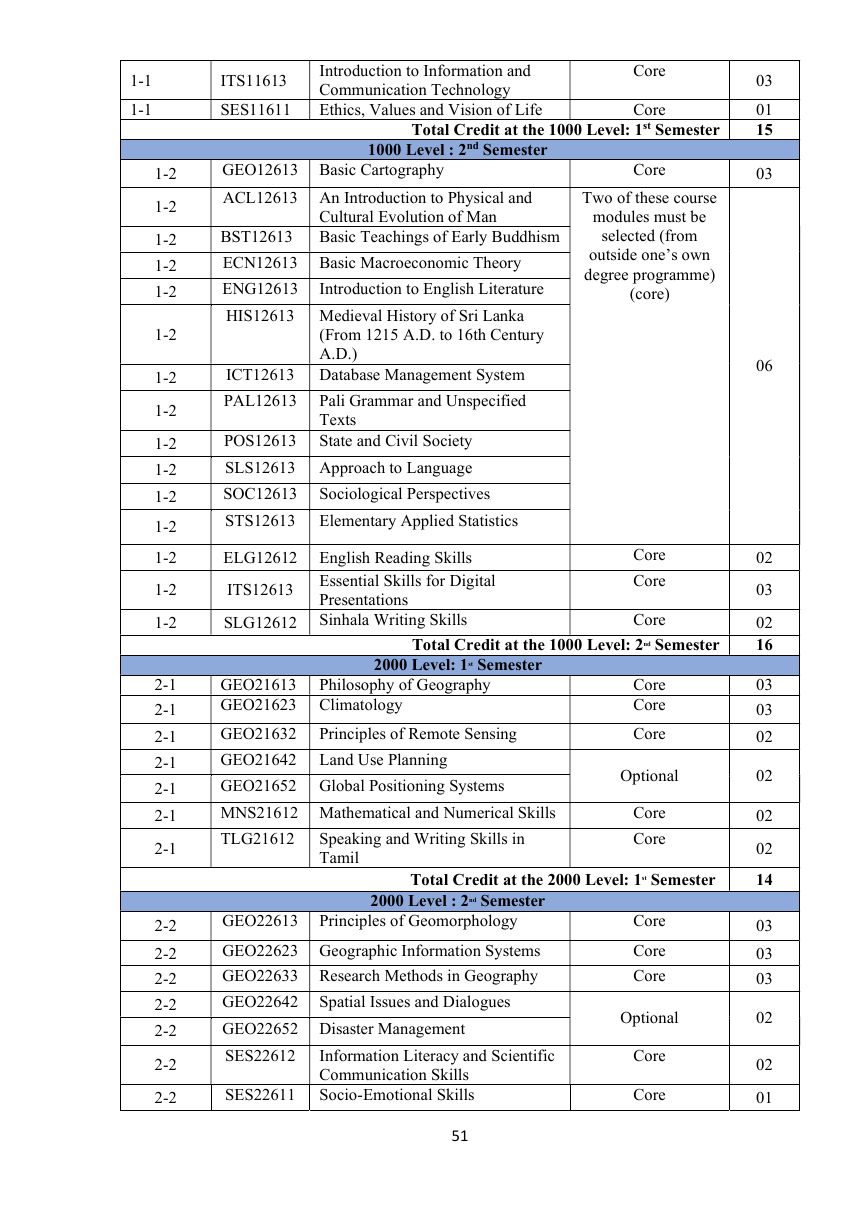 1-1 ITS11613 Introduction to Information and Communication Technology Core 03
1-1 SES11611 Ethics, Values and Vision of Life Core 01
Total Credit at the 1000 Level: 1st Semester 15
1000 Level : 2nd Semester
1-2 GEO12613 Basic Cartography Core 03
1-2 ACL12613 An Introduction to Physical and Cultural Evolution of Man Two of these course modules must be selected (from outside one’s own degree programme) (core) 06
1-2 BST12613 Basic Teachings of Early Buddhism
1-2 ECN12613 Basic Macroeconomic Theory
1-2 ENG12613 Introduction to English Literature
1-2 HIS12613 Medieval History of Sri Lanka (From 1215 A.D. to 16th Century A.D.)
1-2 ICT12613 Database Management System
1-2 PAL12613 Pali Grammar and Unspecified Texts
1-2 POS12613 State and Civil Society
1-2 SLS12613 Approach to Language
1-2 SOC12613 Sociological Perspectives
1-2 STS12613 Elementary Applied Statistics
1-2 ELG12612 English Reading Skills Core 02
1-2 ITS12613 Essential Skills for Digital Presentations Core 03
1-2 SLG12612 Sinhala Writing Skills Core 02
Total Credit at the 1000 Level: 2nd Semester 16
2000 Level: 1st Semester
2-1 GEO21613 Philosophy of Geography Core 03
2-1 GEO21623 Climatology Core 03
2-1 GEO21632 Principles of Remote Sensing Core 02
2-1 GEO21642 Land Use Planning Optional 02
2-1 GEO21652 Global Positioning Systems
2-1 MNS21612 Mathematical and Numerical Skills Core 02
2-1 TLG21612 Speaking and Writing Skills in Tamil Core 02
Total Credit at the 2000 Level: 1st Semester 14
2000 Level : 2nd Semester
2-2 GEO22613 Principles of Geomorphology Core 03
2-2 GEO22623 Geographic Information Systems Core 03
2-2 GEO22633 Research Methods in Geography Core 03
2-2 GEO22642 Spatial Issues and Dialogues Optional 02
2-2 GEO22652 Disaster Management
2-2 SES22612 Information Literacy and Scientific Communication Skills Core 02
2-2 SES22611 Socio-Emotional Skills Core 01
51